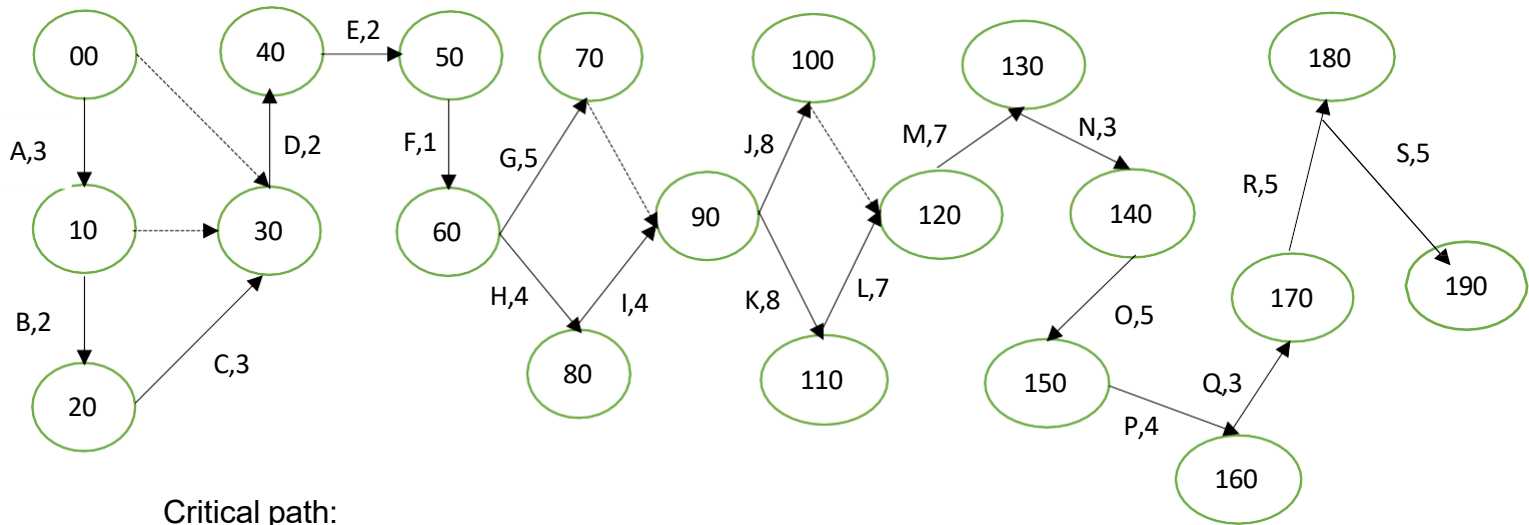 00
40
E,2
50
70
100
130
180
A,3
D,2
F,1
G,5
J,8
M,7
N,3
R,5
S,5
10
30
60
90
120
140
170
190
B,2
C,3
H,4
I,4
K,8
L,7
O,5
Q,3
20
80
110
150
P,4
160
Critical path: